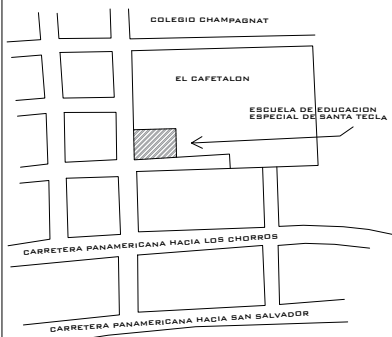 COLEGIO CHAMPAGNAT
EL CAFETALON
ESCUELA DE EDUCACION
ESPECIAL DE SANTA TECLA
CARRETERA PANAMERICANA HACIA LOS CHORROS
CARRETERA PANAMERICANA HACIA SAN SALVADOR